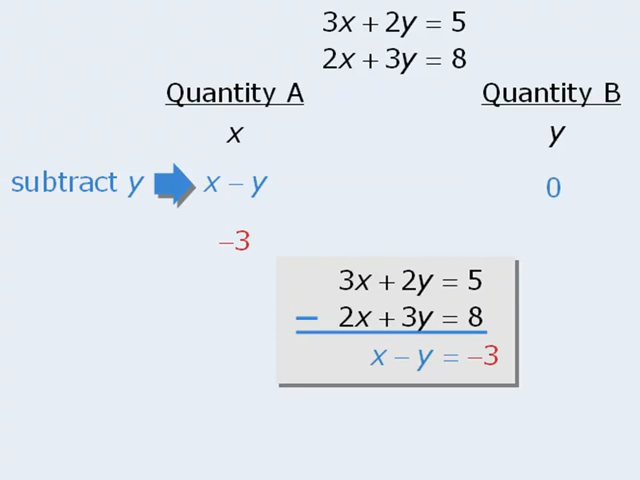 3x + 2y = 5
2x + 3y = 8
Quantity A Quantity B
x y
subtract y x – y 0
–3
3x + 2y = 5
– 2x + 3y = 8
x – y = –3